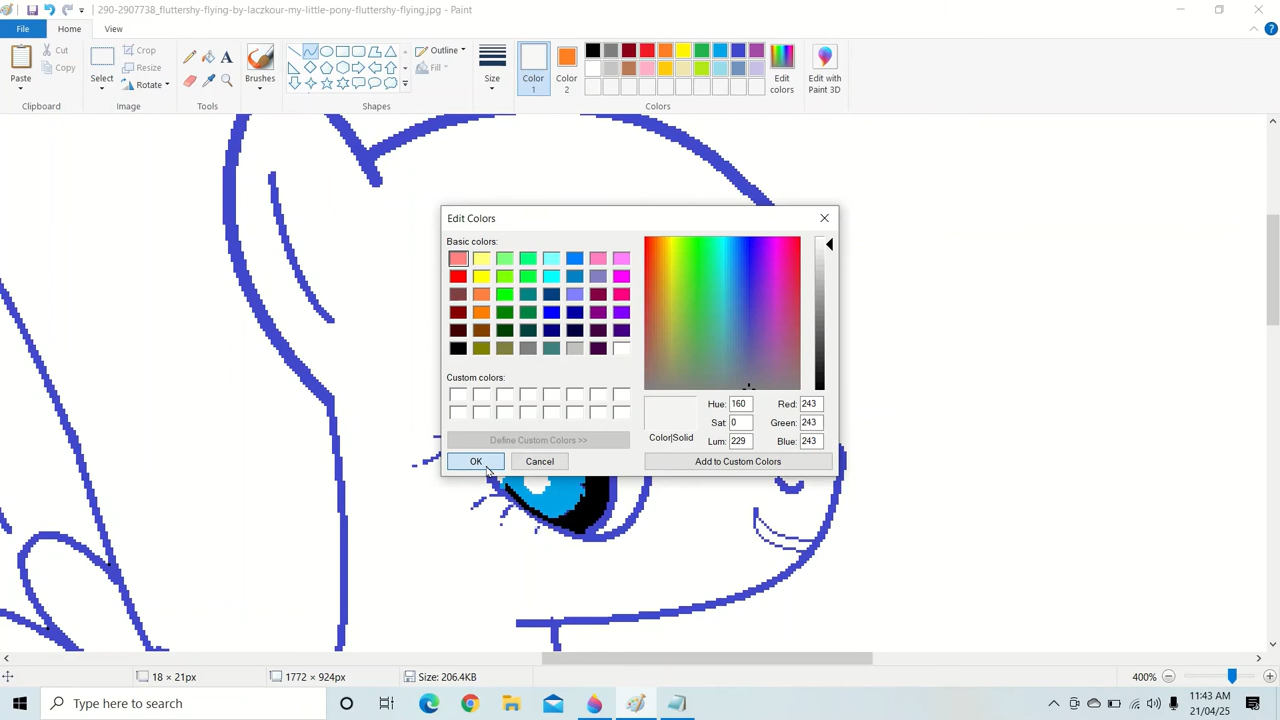 290-2907738_fluttershy-flying-by-laczkour-my-little-pony-fluttershy-flying.jpg - Paint
File Home View
Paste Cut Copy Clipboard
Select Crop Resize Rotate Image
Tools
Brushes
Outline Fill Shapes
Size
Color 1
Color 2
Edit colors
Colors
Edit with Paint 3D
Edit Colors
Basic colors:
Custom colors:
Define Custom Colors >>
OK Cancel
Color|Solid
Hue: 160 Red: 243
Sat: 0 Green: 243
Lum: 229 Blue: 243
Add to Custom Colors
18 × 21px 1772 × 924px Size: 206.4KB 400%
Type here to search
11:43 AM
21/04/25